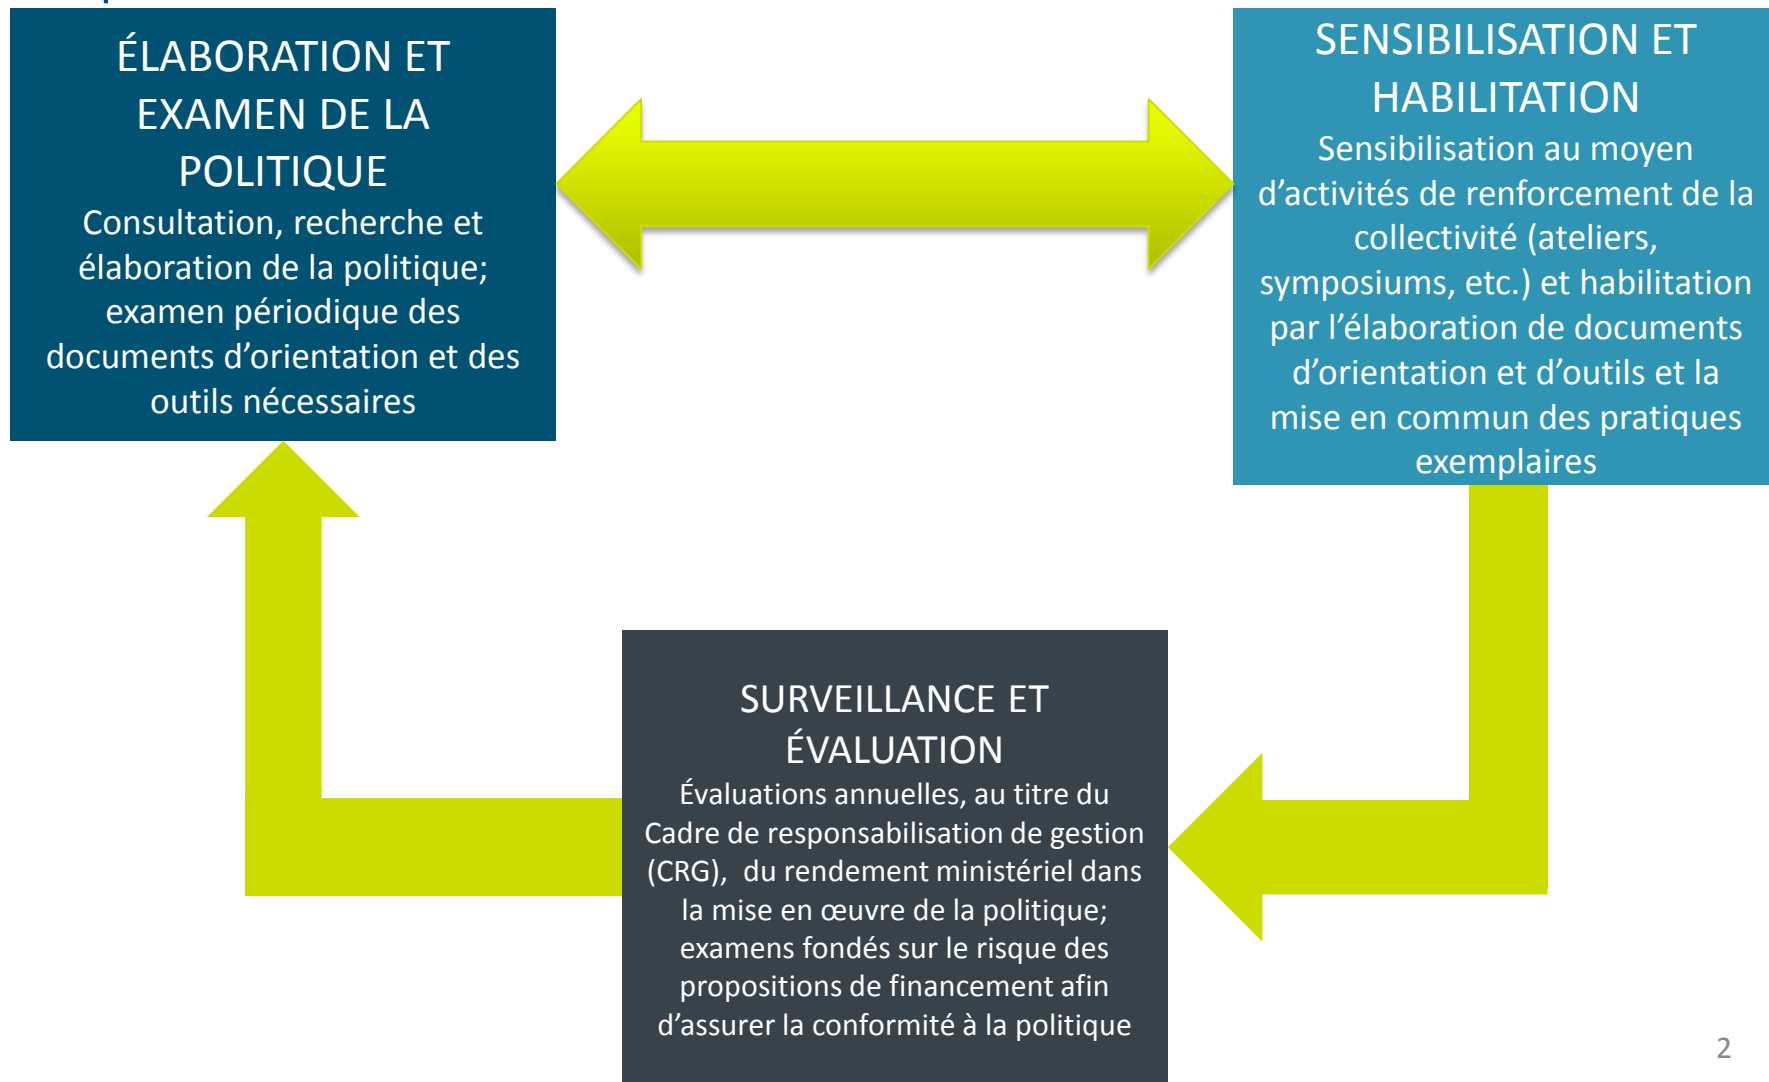 ÉLABORATION ET
EXAMEN DE LA
POLITIQUE
Consultation, recherche et
élaboration de la politique;
examen périodique des
documents d’orientation et des
outils nécessaires
SENSIBILISATION ET
HABILITATION
Sensibilisation au moyen
d’activités de renforcement de la
collectivité (ateliers,
symposiums, etc.) et habilitation
par l’élaboration de documents
d’orientation et d’outils et la
mise en commun des pratiques
exemplaires
SURVEILLANCE ET
ÉVALUATION
Évaluations annuelles, au titre du
Cadre de responsabilisation de gestion
(CRG),  du rendement ministériel dans
la mise en œuvre de la politique;
examens fondés sur le risque des
propositions de financement afin
d’assurer la conformité à la politique
2